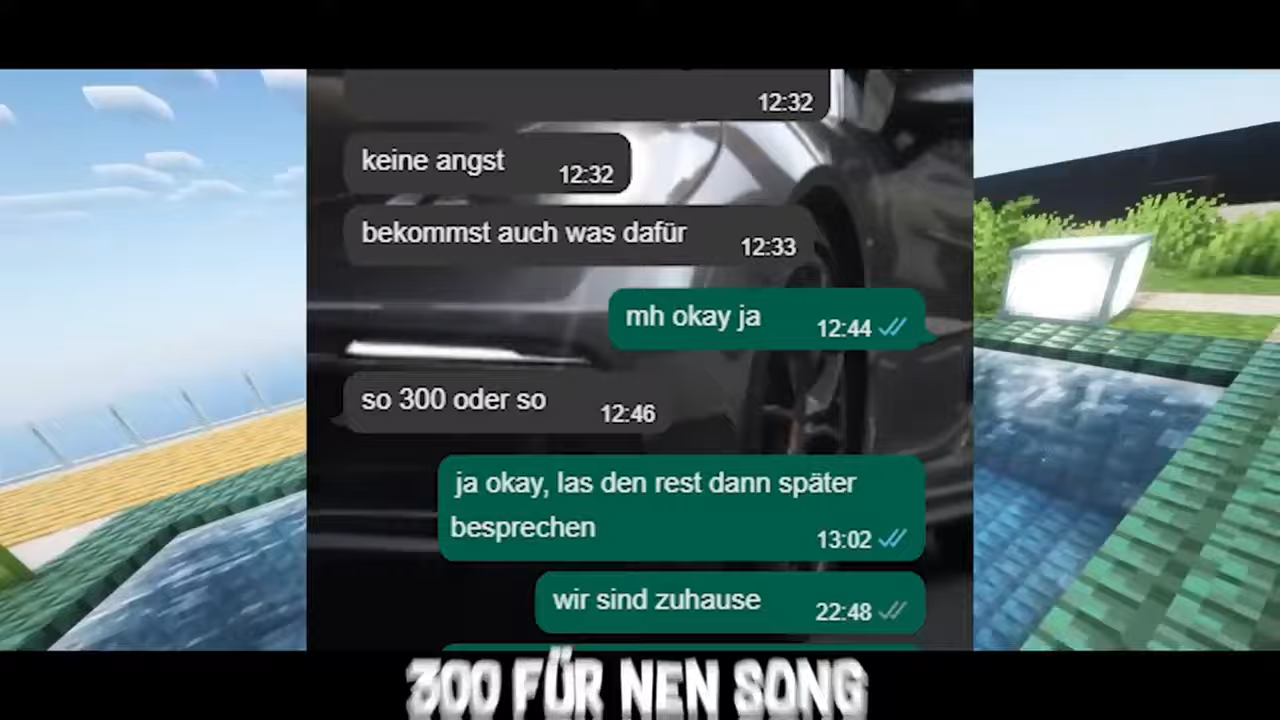 12:32
keine angst 12:32
bekommst auch was dafür 12:33
mh okay ja 12:44
so 300 oder so 12:46
ja okay, las den rest dann später
besprechen 13:02
wir sind zuhause 22:48
300 FÜR NEN SONG